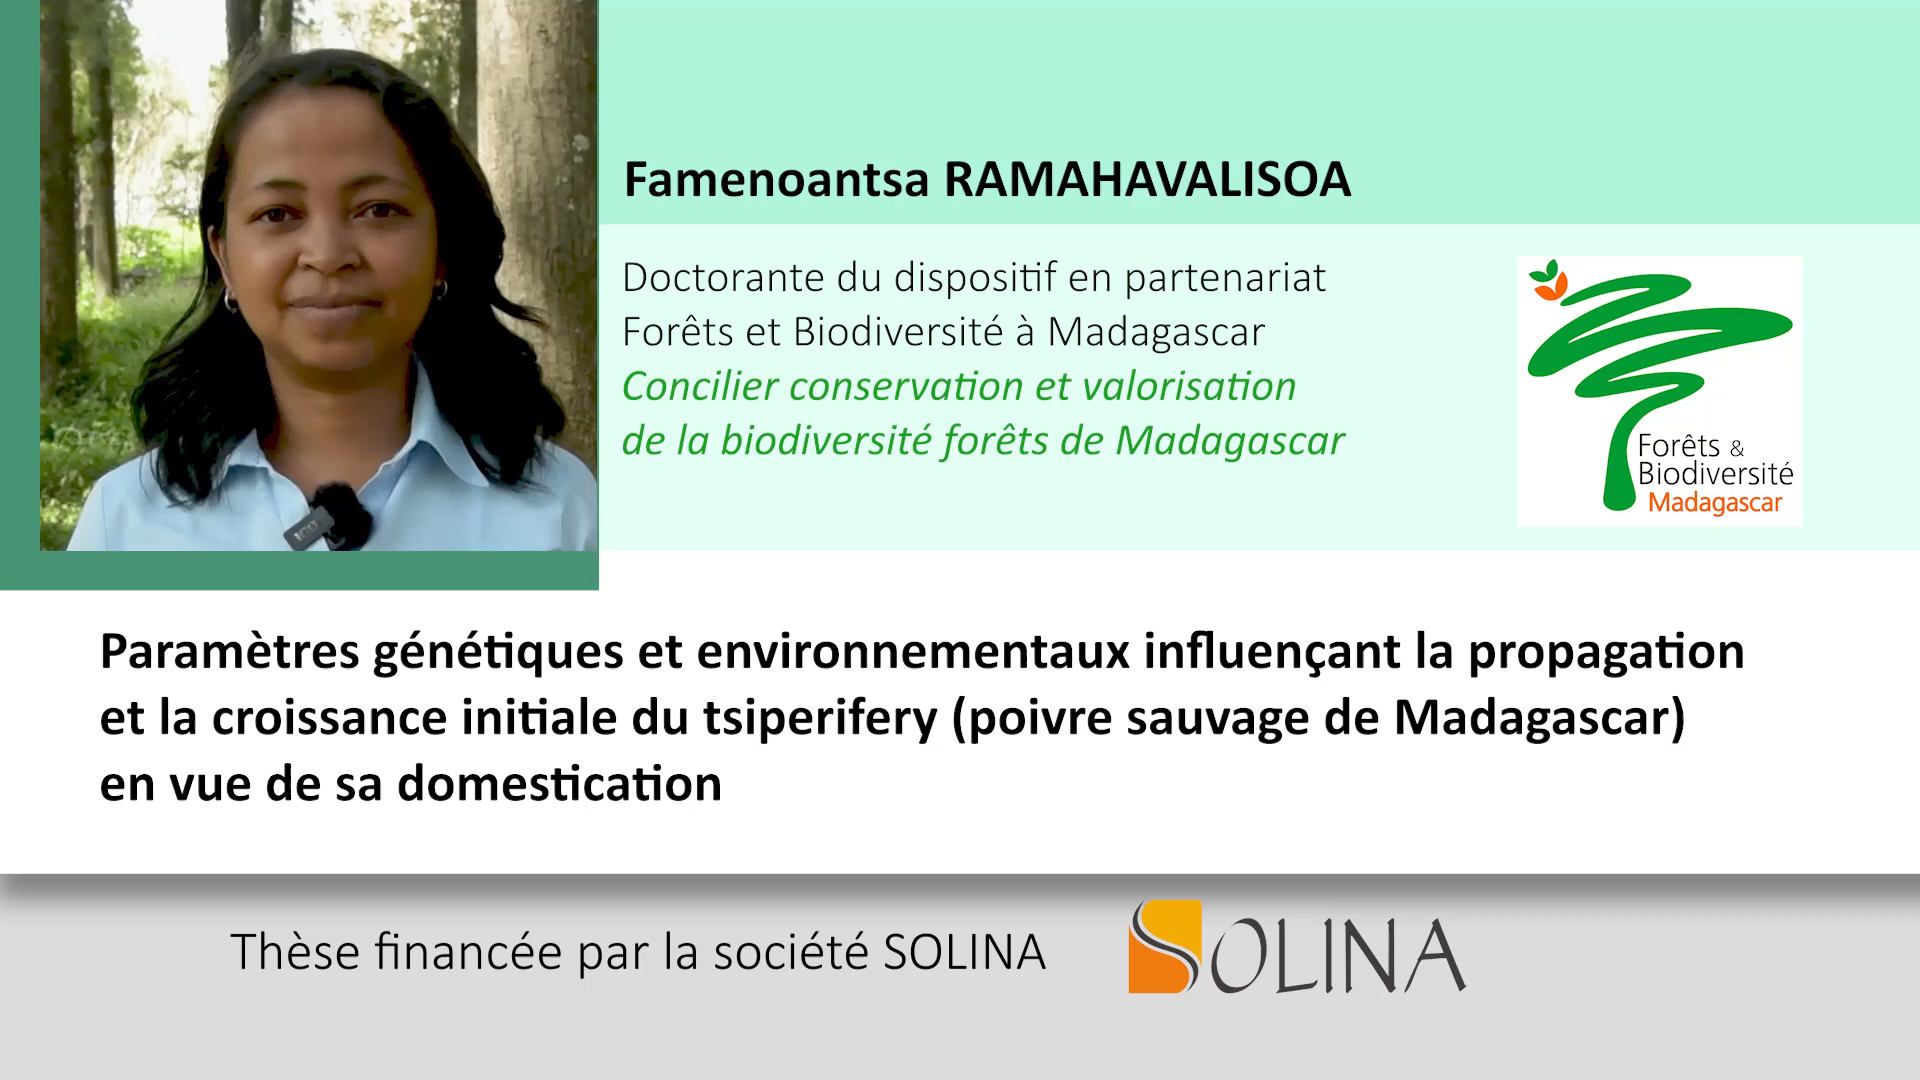 Famenoantsa RAMAHAVALISOA
Doctorante du dispositif en partenariat
Forêts et Biodiversité à Madagascar
Concilier conservation et valorisation
de la biodiversité forêts de Madagascar
Forêts &
Biodiversité
Madagascar
Paramètres génétiques et environnementaux influençant la propagation
et la croissance initiale du tsiperifery (poivre sauvage de Madagascar)
en vue de sa domestication
Thèse financée par la société SOLINA
SOLINA